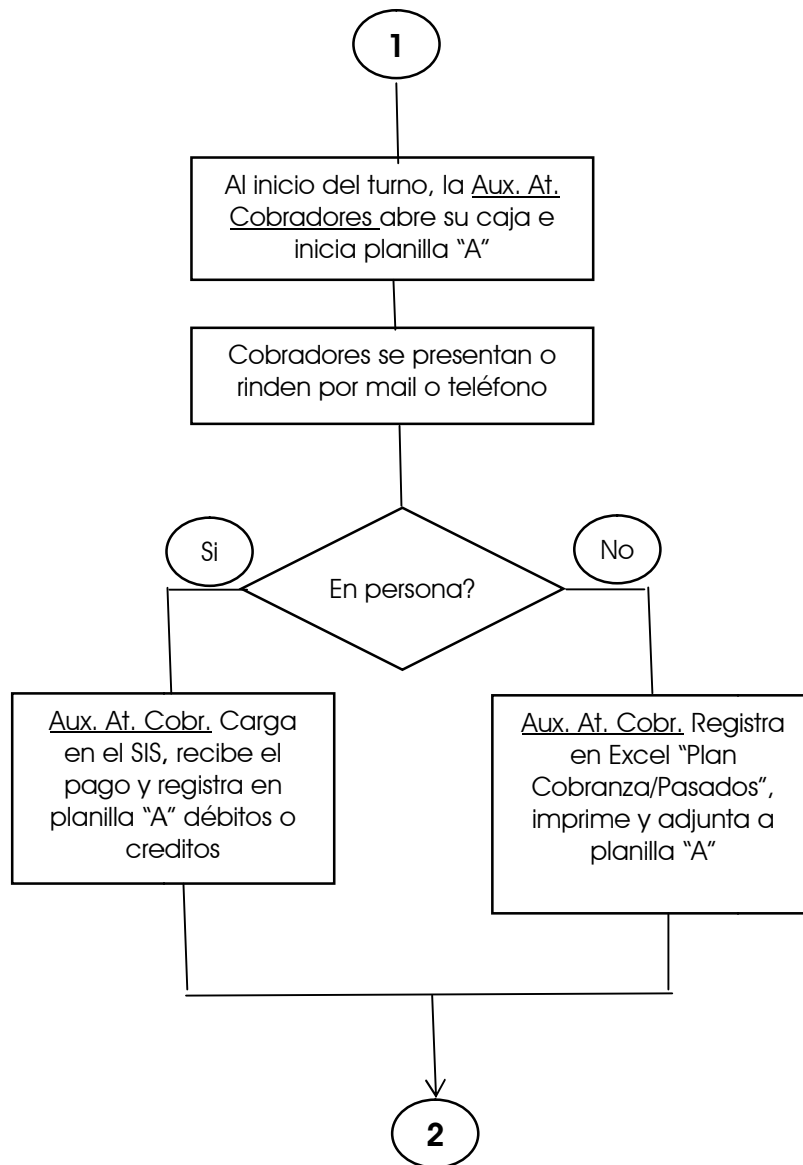 1
Al inicio del turno, la Aux. At.
Cobradores abre su caja e
inicia planilla “A”
Cobradores se presentan o
rinden por mail o teléfono
Si
No
En persona?
Aux. At. Cobr. Carga
en el SIS, recibe el
pago y registra en
planilla “A” débitos o
creditos
Aux. At. Cobr. Registra
en Excel “Plan
Cobranza/Pasados”,
imprime y adjunta a
planilla “A”
2